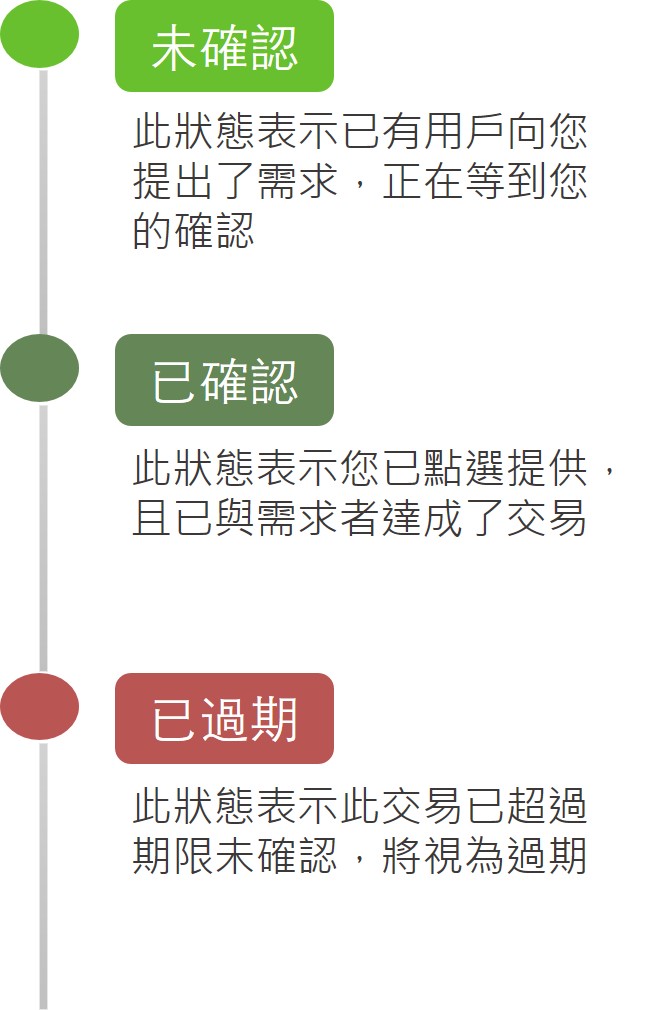 未確認
此狀態表示已有用戶向您
提出了需求，正在等到您
的確認
已確認
此狀態表示您已點選提供，
且已與需求者達成了交易
已過期
此狀態表示此交易已超過
期限未確認，將視為過期